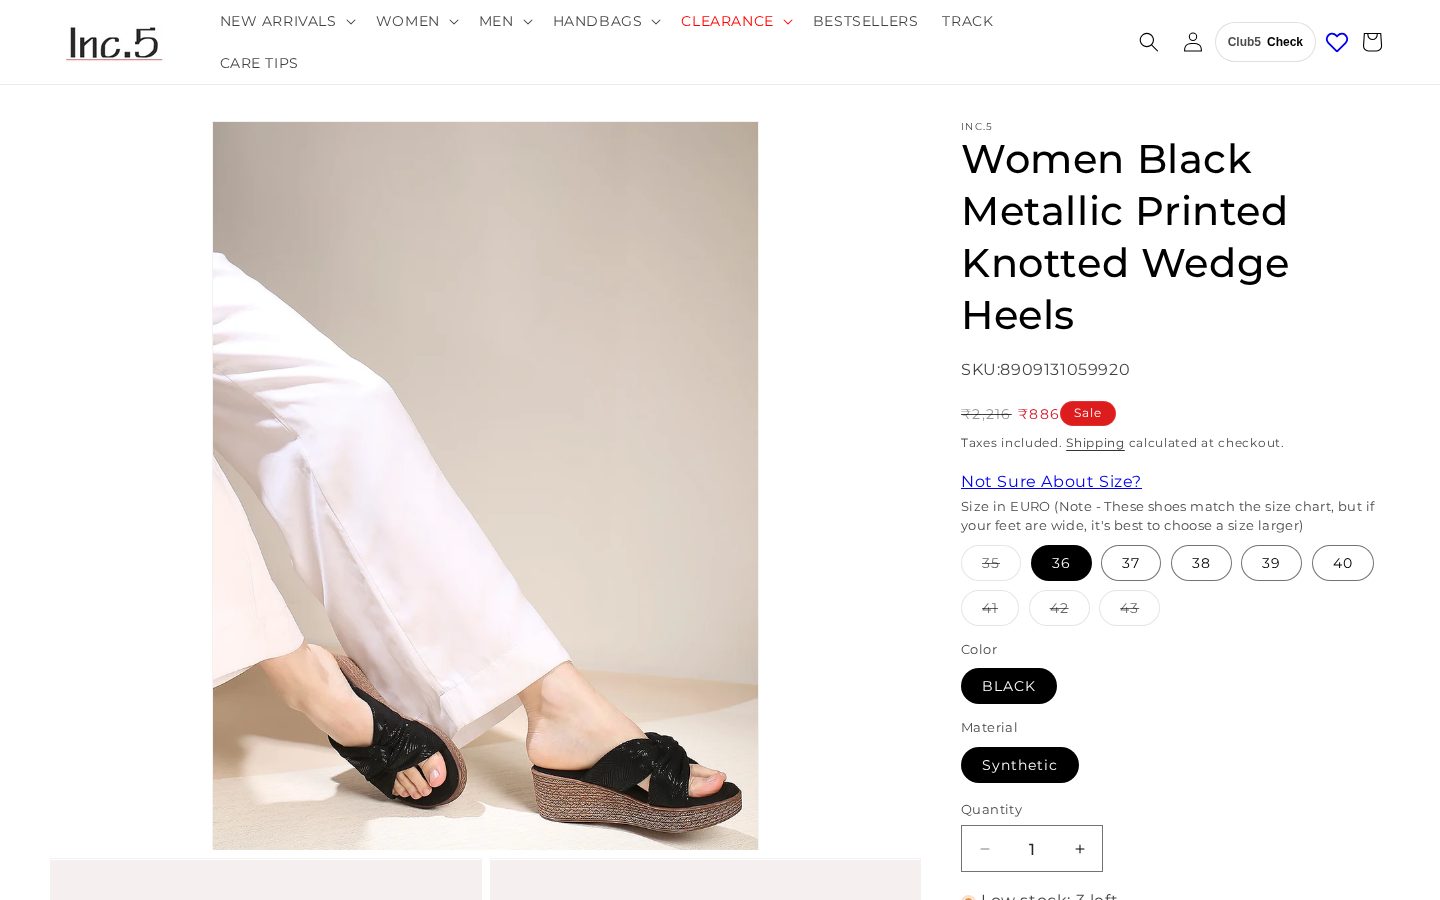 Inc.5
NEW ARRIVALS
WOMEN
MEN
HANDBAGS
CLEARANCE
BESTSELLERS
TRACK
CARE TIPS
Club5 Check
INC.5
Women Black
Metallic Printed
Knotted Wedge
Heels
SKU:8909131059920
₹2,216 ₹886 Sale
Taxes included. Shipping calculated at checkout.
Not Sure About Size?
Size in EURO (Note - These shoes match the size chart, but if
your feet are wide, it's best to choose a size larger)
35 36 37 38 39 40
41 42 43
Color
BLACK
Material
Synthetic
Quantity
− 1 +
Low stock: 3 left